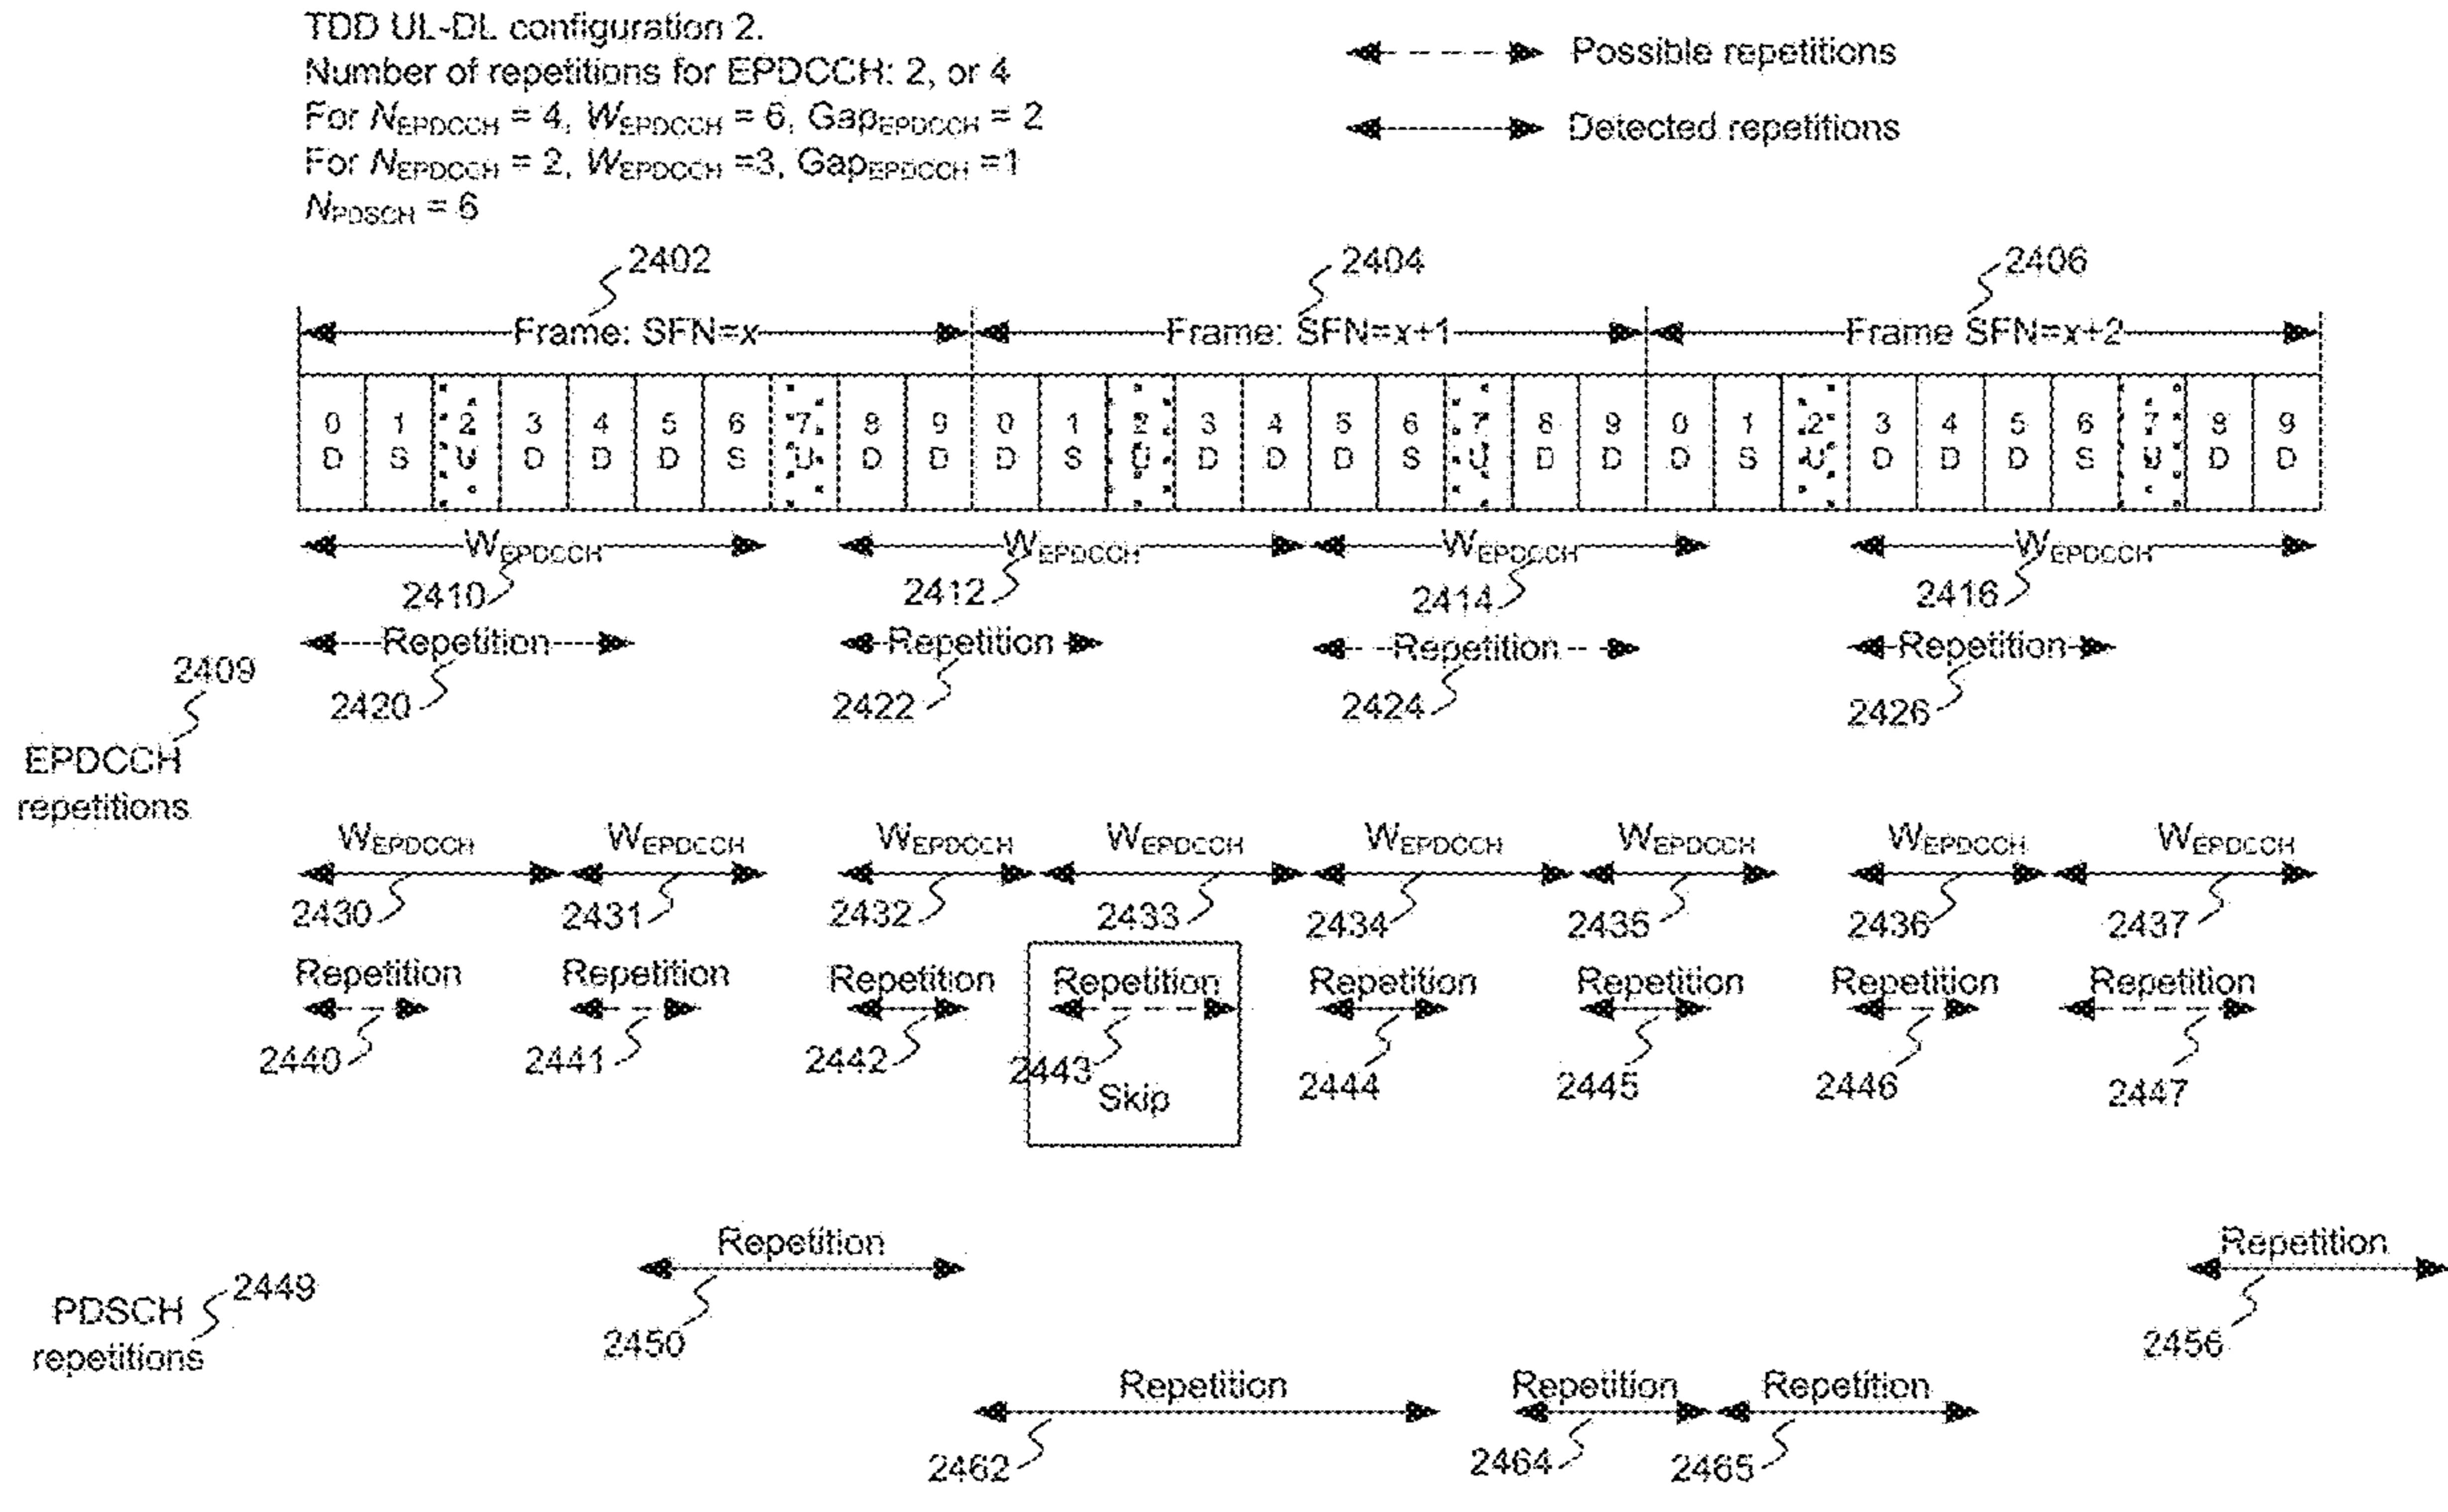 TDD UL-DL configuration 2.
Number of repetitions for EPDCCH: 2, or 4
For NEPDCCH = 4, WEPDCCH = 6, GapEPDCCH = 2
For NEPDCCH = 2, WEPDCCH =3, GapEPDCCH =1
NPDSCH = 6
Possible repetitions
Detected repetitions
2402 2404 2406
Frame: SFN=x Frame: SFN=x+1 Frame SFN=x+2
0 1 2 3 4 5 6 7 8 9 0 1 2 3 4 5 6 7 8 9 0 1 2 3 4 5 6 7 8 9
D S U D D D S U D D D S U D D D S U D D D S U D D D S U D D
WEPDCCH WEPDCCH WEPDCCH WEPDCCH
2410 2412 2414 2416
Repetition Repetition Repetition Repetition
2420 2422 2424 2426
2409
EPDCCH
repetitions
WEPDCCH WEPDCCH WEPDCCH WEPDCCH WEPDCCH WEPDCCH WEPDCCH WEPDCCH
2430 2431 2432 2433 2434 2435 2436 2437
Repetition Repetition Repetition Repetition Repetition Repetition Repetition Repetition
2440 2441 2442 2443 2444 2445 2446 2447
Skip
Repetition Repetition
2449
PDSCH
repetitions
2450 2456
Repetition Repetition Repetition
2462 2464 2465